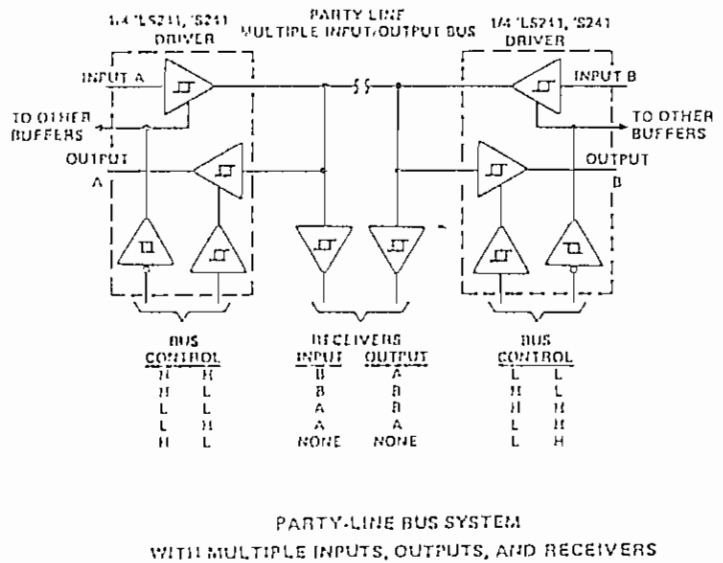 1/4 'LS241, 'S241
DRIVER
PARTY-LINE
MULTIPLE INPUT/OUTPUT BUS
1/4 'LS241, 'S241
DRIVER
INPUT A
INPUT B
TO OTHER
BUFFERS
TO OTHER
BUFFERS
OUTPUT
A
OUTPUT
B
BUS
CONTROL
RECEIVERS
INPUT OUTPUT
BUS
CONTROL
H H B A L L
H L B B H L
L L A B H H
L H A A L H
H L NONE NONE L H
PARTY-LINE BUS SYSTEM
WITH MULTIPLE INPUTS, OUTPUTS, AND RECEIVERS